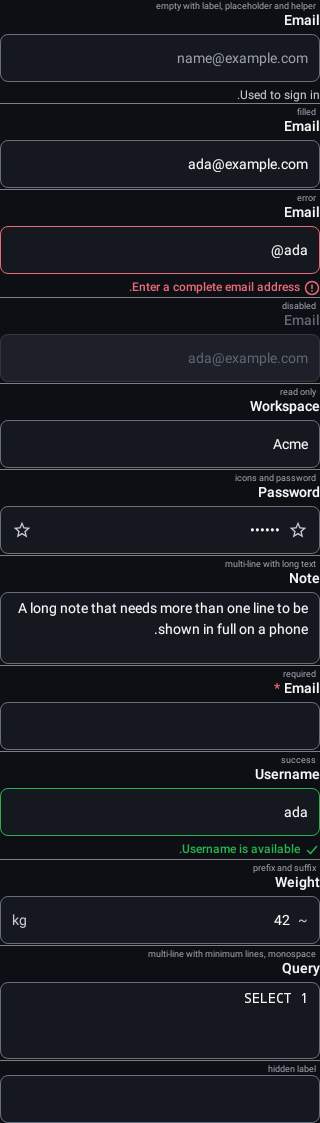 empty with label, placeholder and helper
Email
name@example.com
.Used to sign in
filled
Email
ada@example.com
error
Email
@ada
.Enter a complete email address
disabled
Email
ada@example.com
read only
Workspace
Acme
icons and password
Password
••••••
multi-line with long text
Note
A long note that needs more than one line to be
.shown in full on a phone
required
* Email
success
Username
ada
.Username is available
prefix and suffix
Weight
kg 42 ~
multi-line with minimum lines, monospace
Query
SELECT 1
hidden label